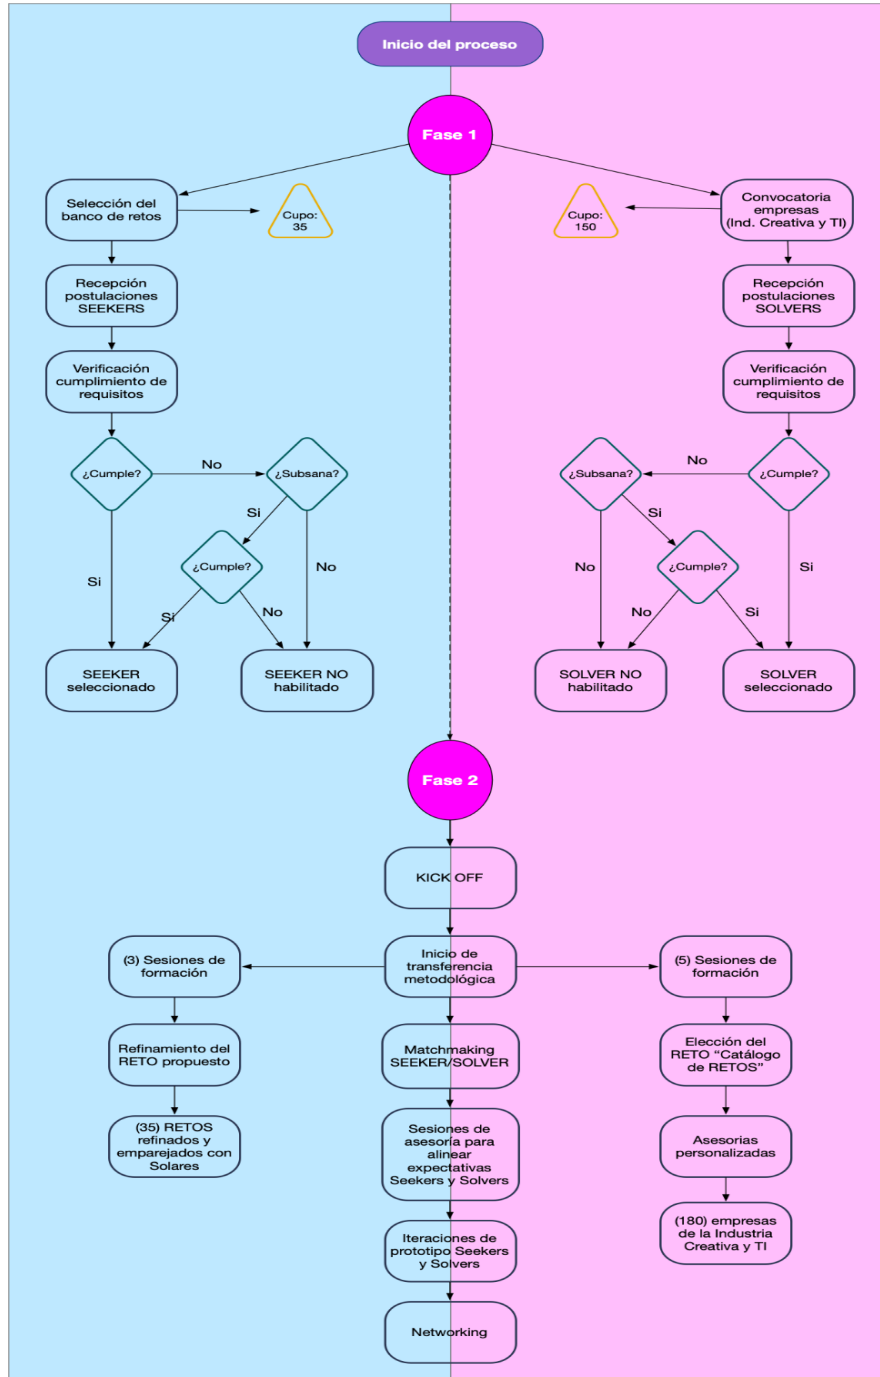 Inicio del proceso
Fase 1
Selección del
banco de retos
Cupo:
35
Cupo:
150
Convocatoria
empresas
(Ind. Creativa y TI)
Recepción
postulaciones
SEEKERS
Recepción
postulaciones
SOLVERS
Verificación
cumplimiento de
requisitos
Verificación
cumplimiento de
requisitos
¿Cumple?
No
¿Subsana?
¿Subsana?
No
¿Cumple?
Si
Si
¿Cumple?
¿Cumple?
Si
No
No
Si
Si
No
No
Si
SEEKER
seleccionado
SEEKER NO
habilitado
SOLVER NO
habilitado
SOLVER
seleccionado
Fase 2
KICK OFF
(3) Sesiones de
formación
Inicio de
transferencia
metodológica
(5) Sesiones de
formación
Refinamiento del
RETO propuesto
Matchmaking
SEEKER/SOLVER
Elección del
RETO “Catálogo
de RETOS”
(35) RETOS
refinados y
emparejados con
Solares
Sesiones de
asesoría para
alinear
expectativas
Seekers y Solvers
Asesorias
personalizadas
Iteraciones de
prototipo Seekers
y Solvers
(180) empresas
de la Industria
Creativa y TI
Networking